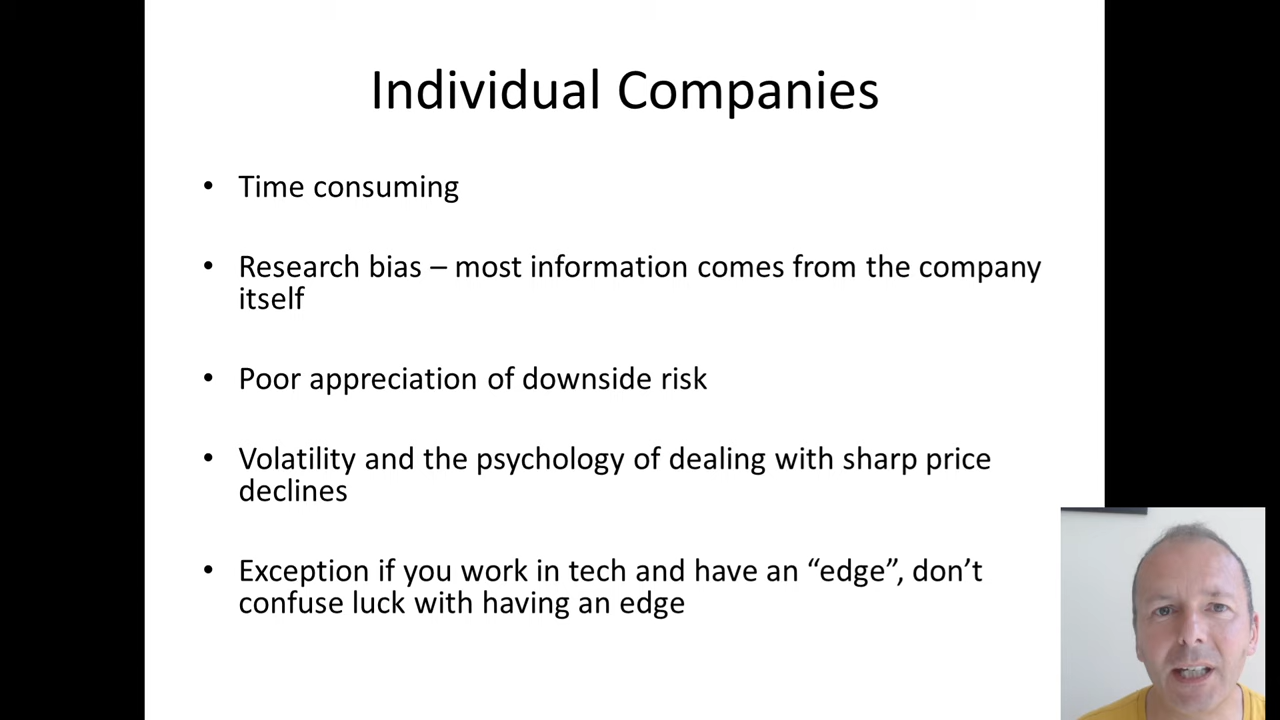 Individual Companies
• Time consuming
• Research bias – most information comes from the company
itself
• Poor appreciation of downside risk
• Volatility and the psychology of dealing with sharp price
declines
• Exception if you work in tech and have an “edge”, don’t
confuse luck with having an edge